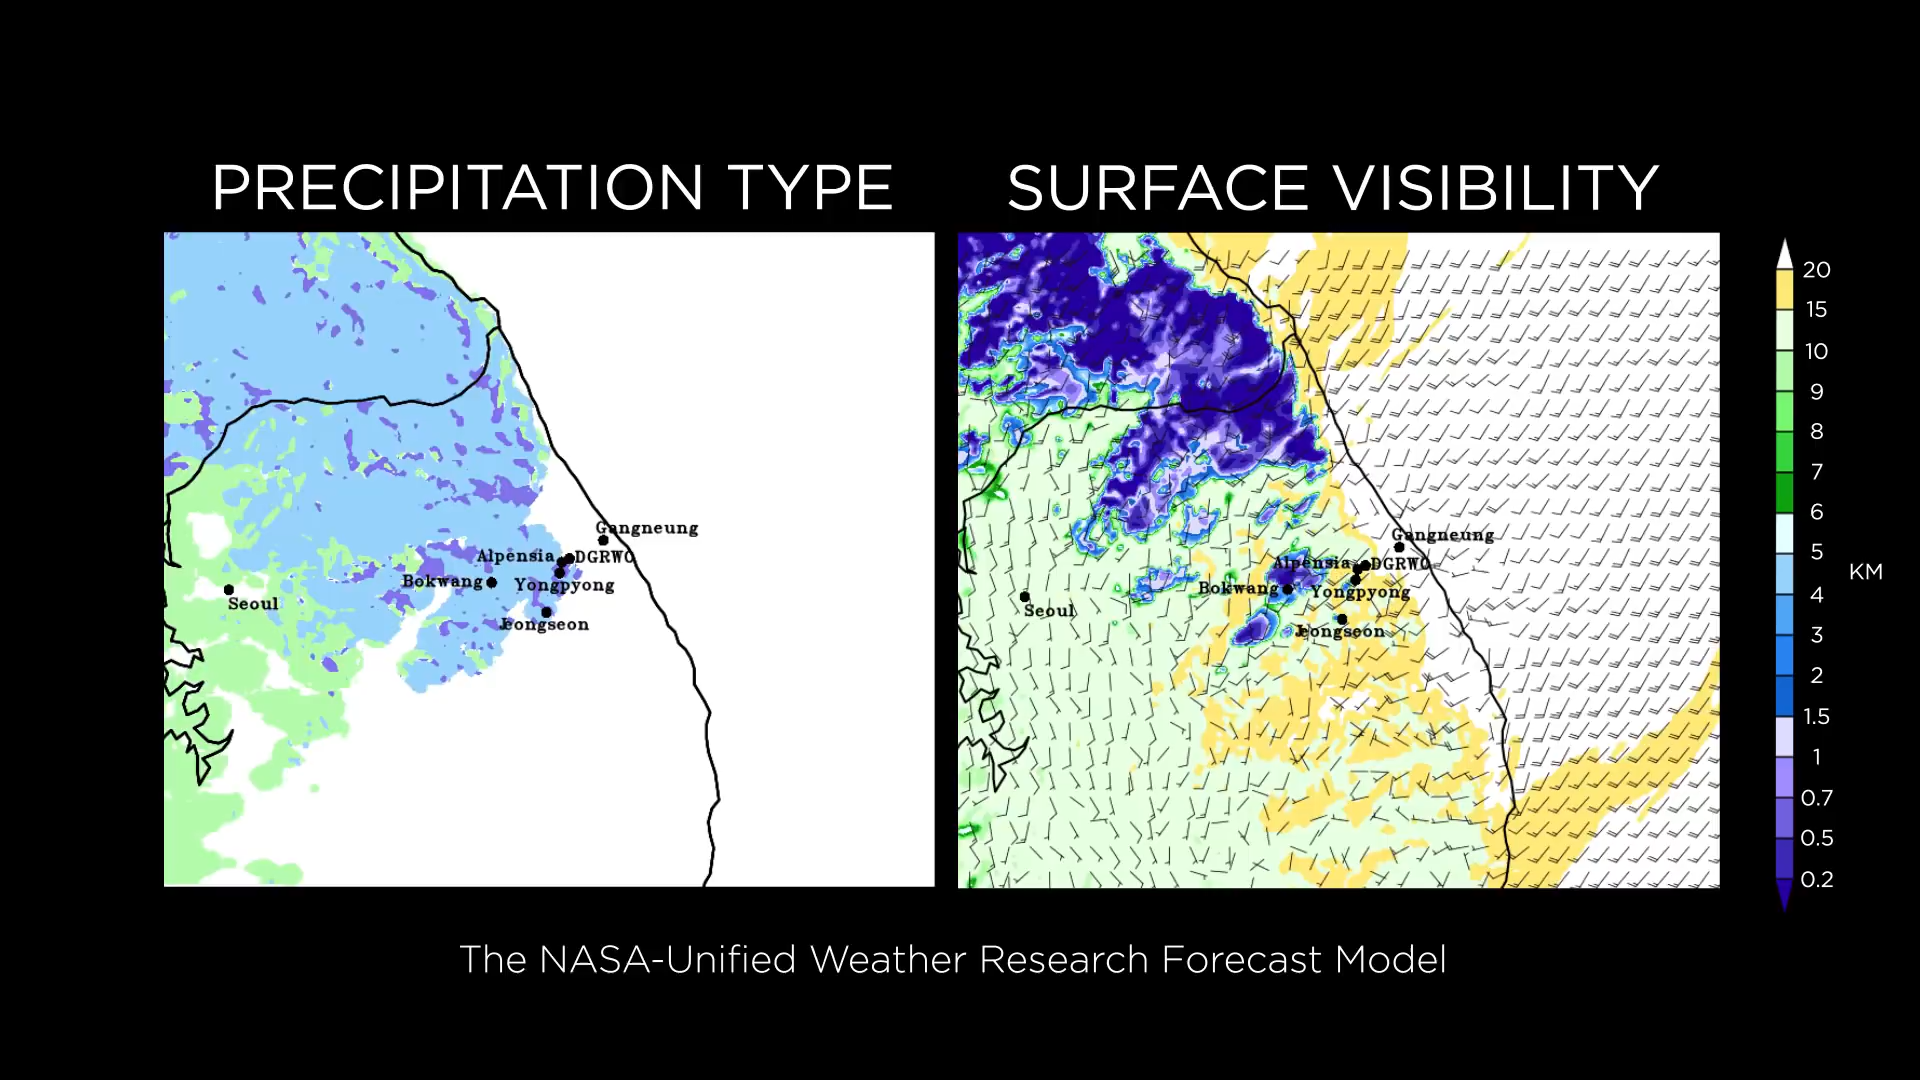 PRECIPITATION TYPE
SURFACE VISIBILITY
Gangneung
Alpensia
DGRWO
Bokwang
Yongpyong
Seoul
Jeongseon
Gangneung
Alpensia
DGRWO
Bokwang
Yongpyong
Seoul
Jeongseon
20
15
10
9
8
7
6
5
4
3
2
1.5
1
0.7
0.5
0.2
KM
The NASA-Unified Weather Research Forecast Model